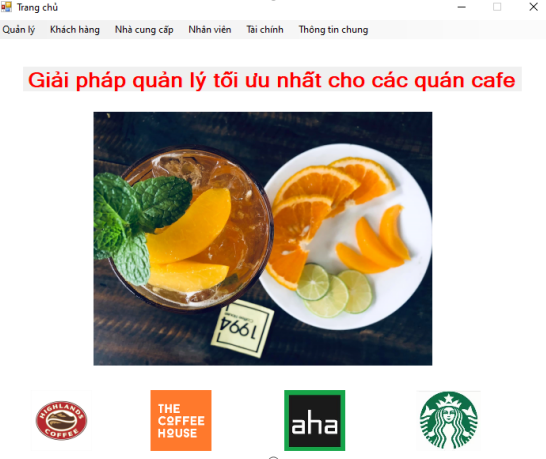 Trang chủ
Quản lý Khách hàng Nhà cung cấp Nhân viên Tài chính Thông tin chung
Giải pháp quản lý tối ưu nhất cho các quán cafe
1994
HIGHLANDS
COFFEE
THE
COFFEE
HOUSE
aha